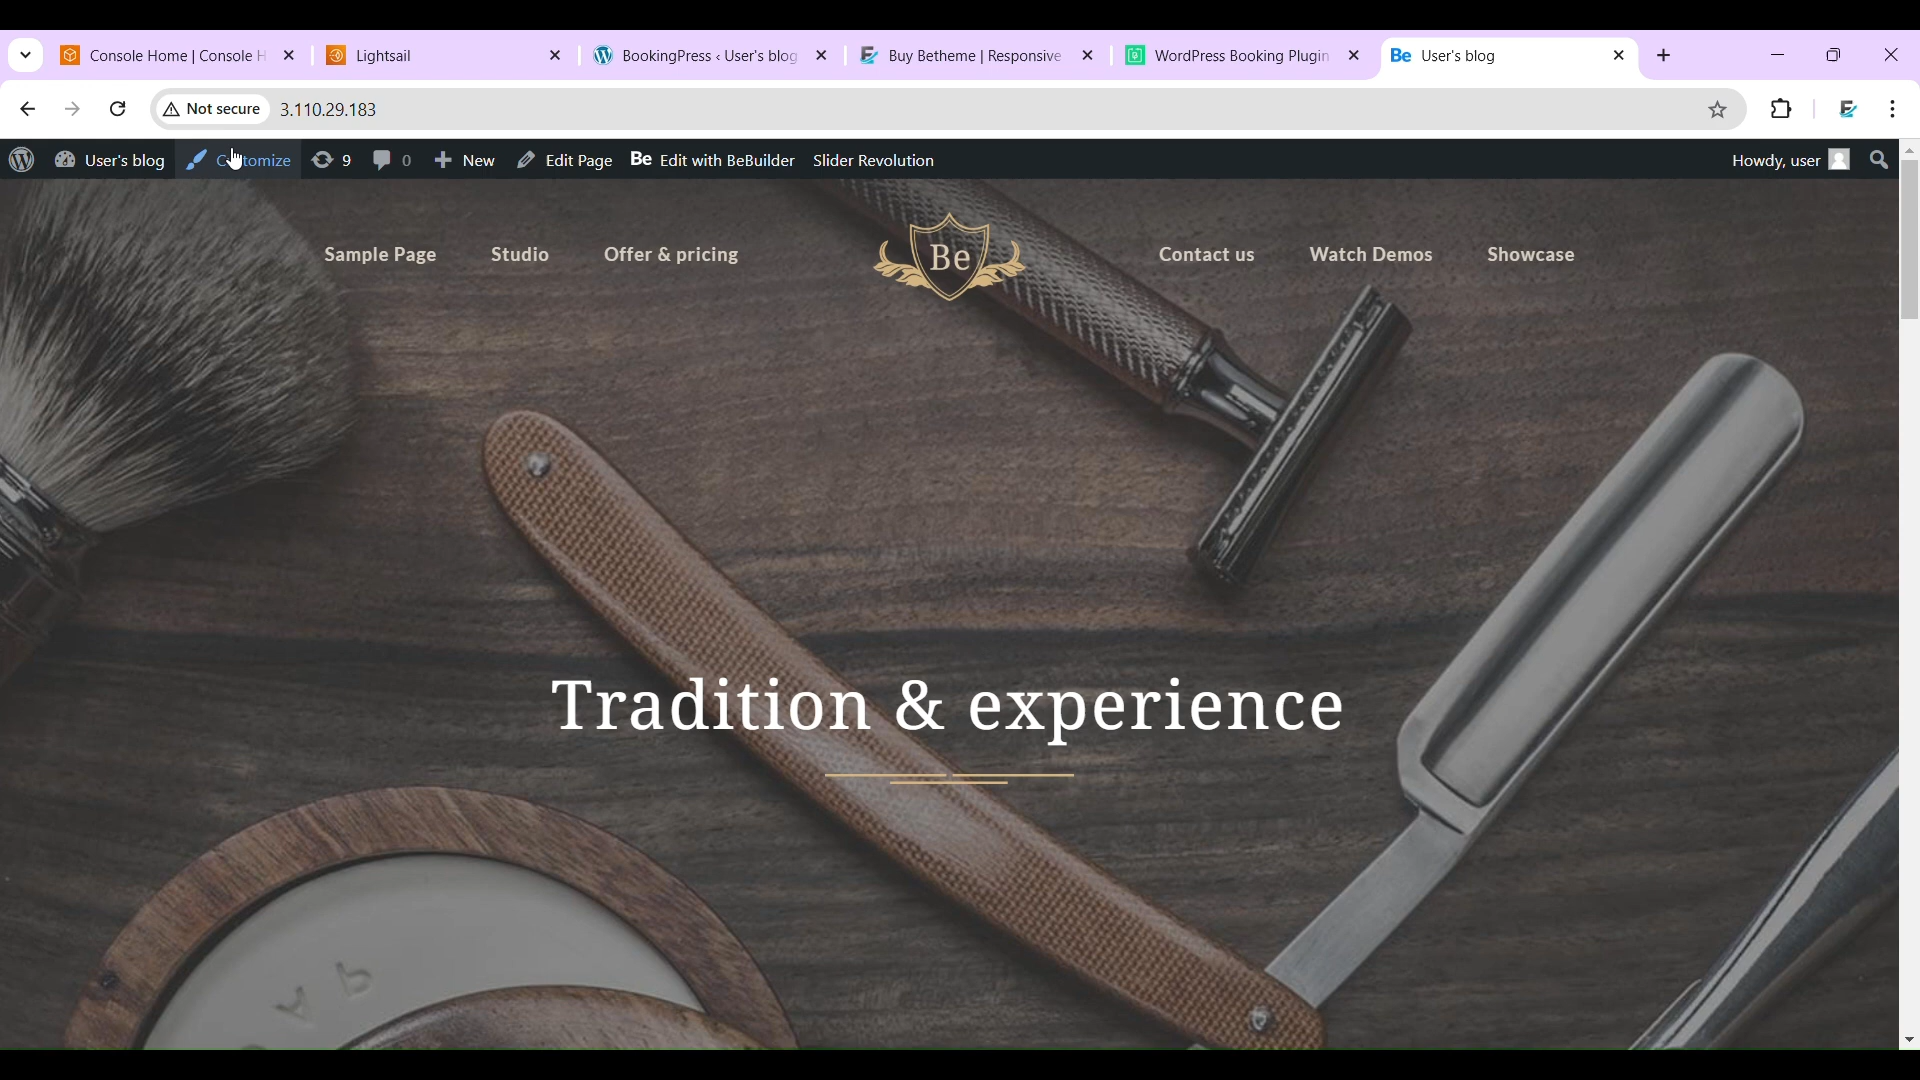 Console Home | Console H
Lightsail
BookingPress ‹ User's blog
Buy Betheme | Responsive
WordPress Booking Plugin
Be User's blog
Not secure 3.110.29.183
User's blog Customize 9 0 New Edit Page Be Edit with BeBuilder Slider Revolution Howdy, user
Sample Page Studio Offer & pricing Be Contact us Watch Demos Showcase
Tradition & experience